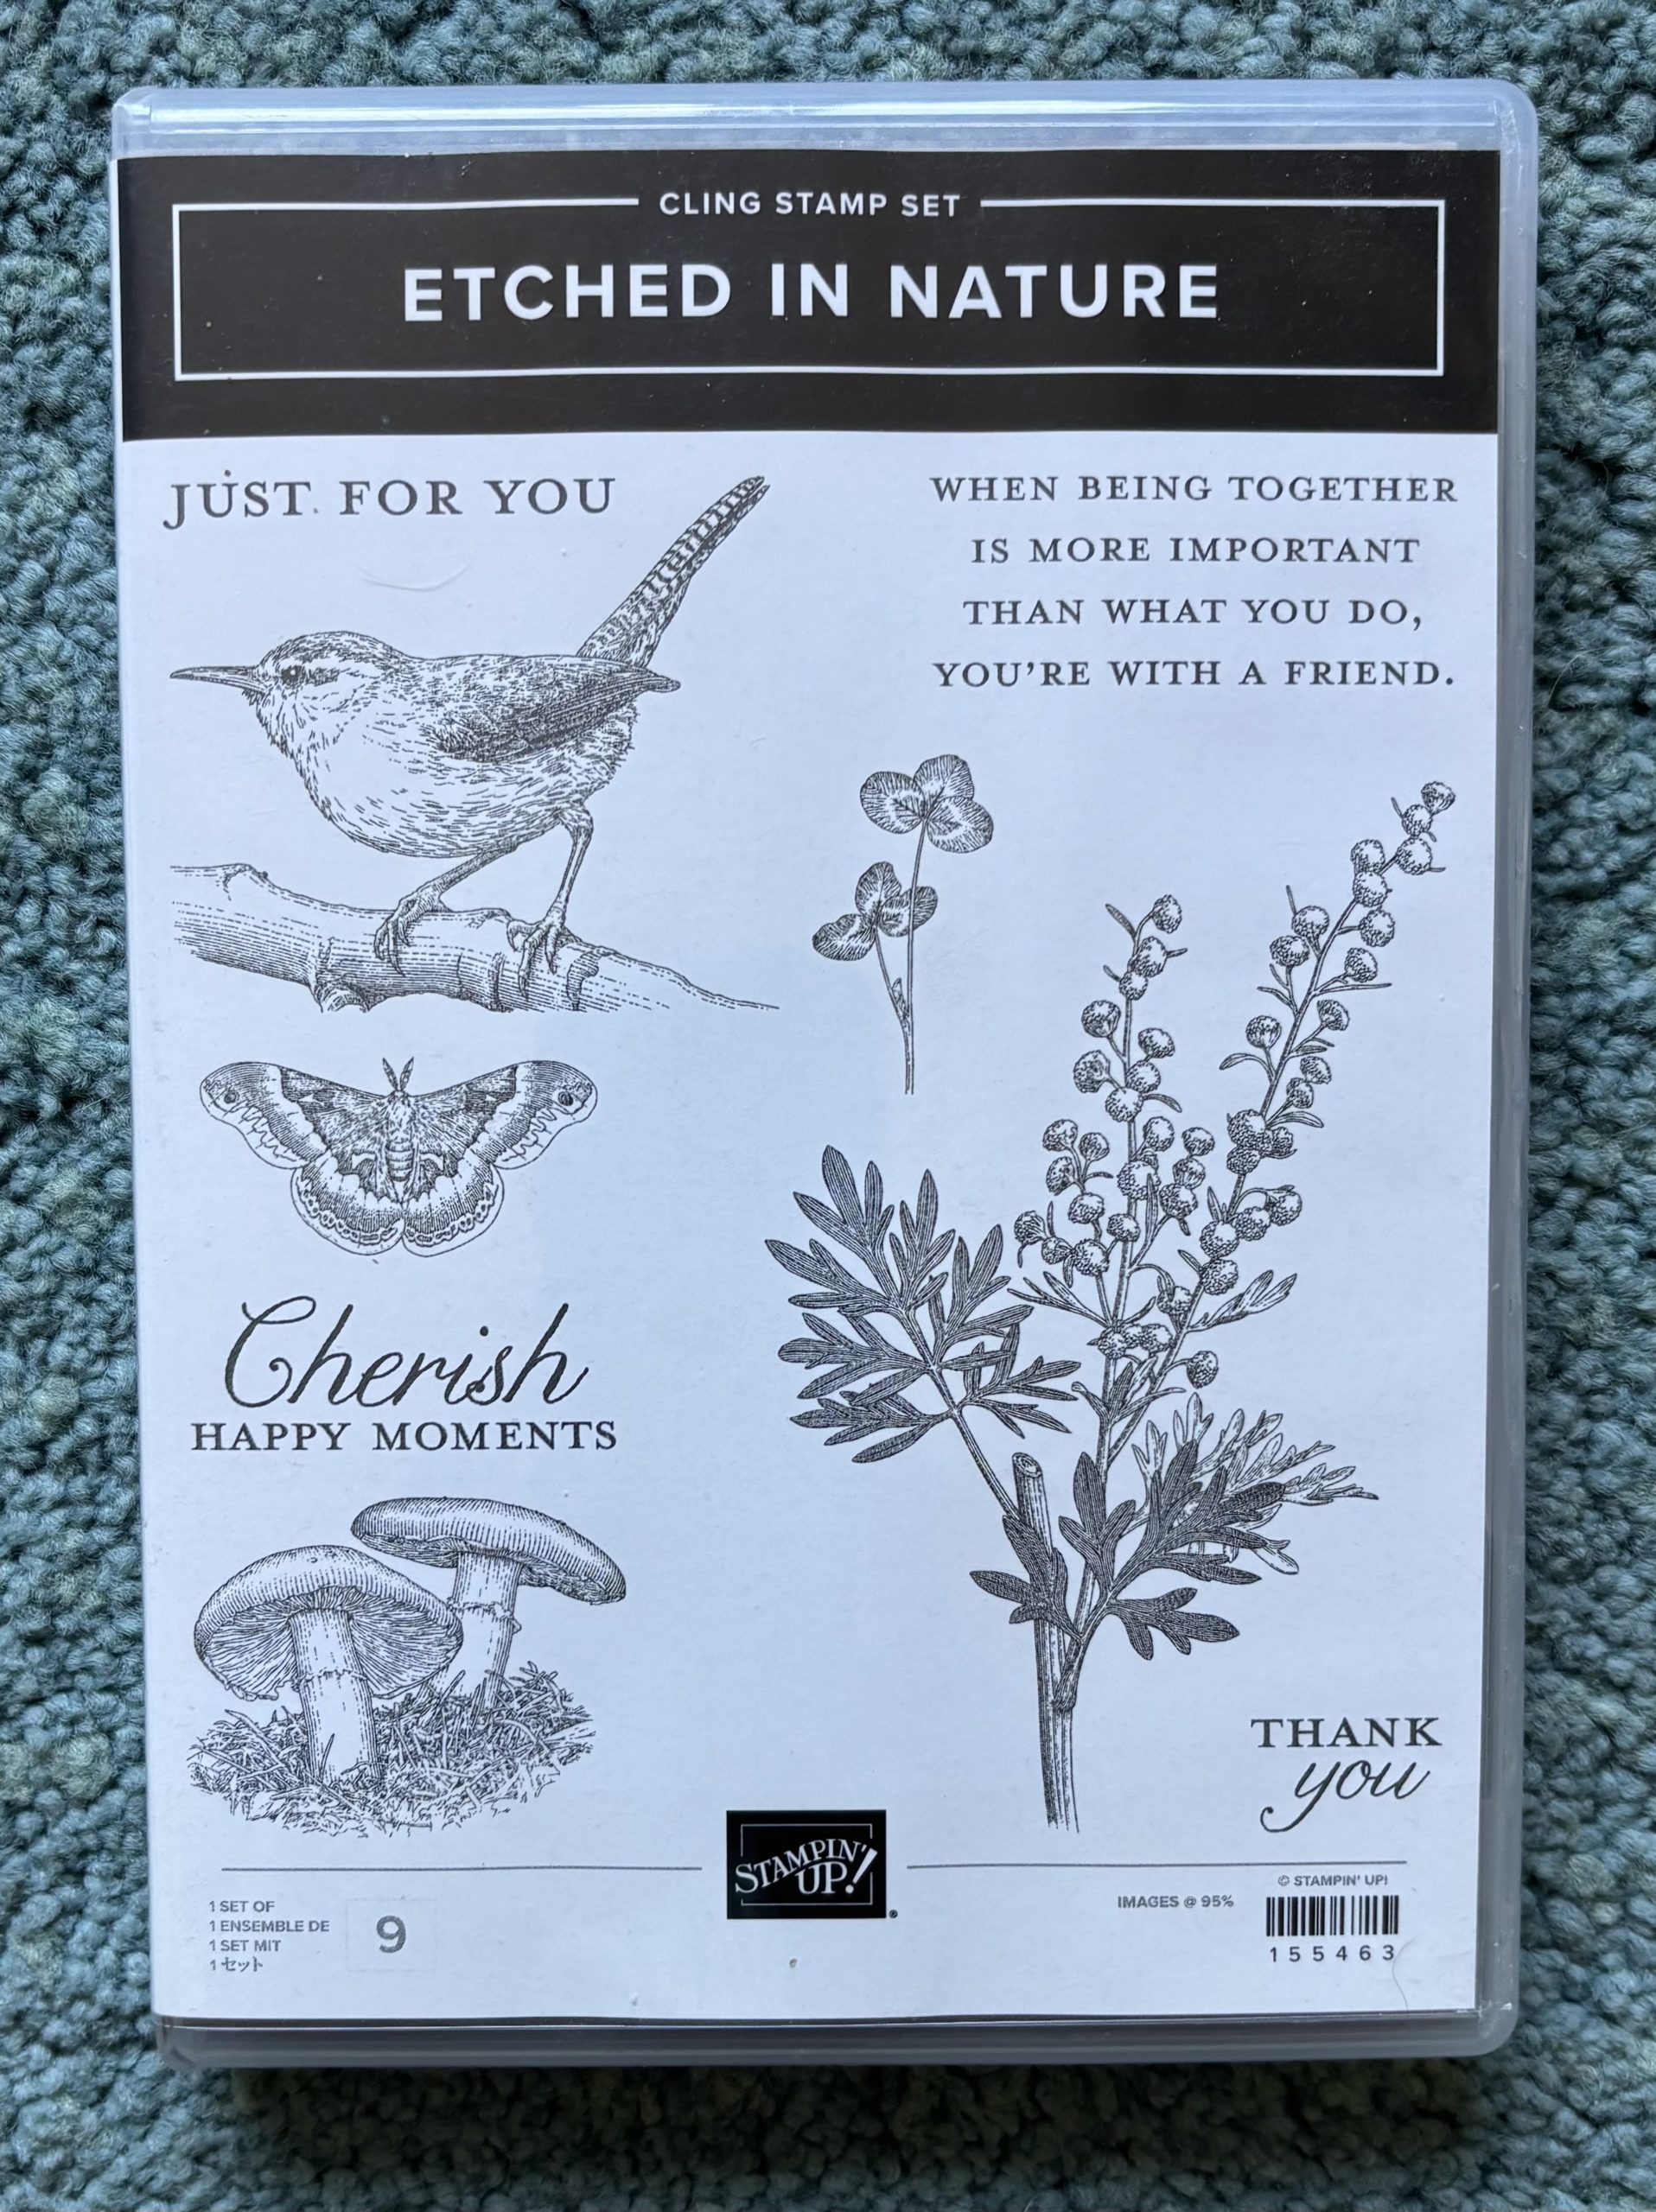 CLING STAMP SET
ETCHED IN NATURE
JUST FOR YOU
WHEN BEING TOGETHER
IS MORE IMPORTANT
THAN WHAT YOU DO,
YOU'RE WITH A FRIEND.
Cherish
HAPPY MOMENTS
THANK
you
STAMPIN'
UP!
1 SET OF
1 ENSEMBLE DE
1 SET MIT
1 セット
9
IMAGES @ 95%
© STAMPIN' UP!
155463